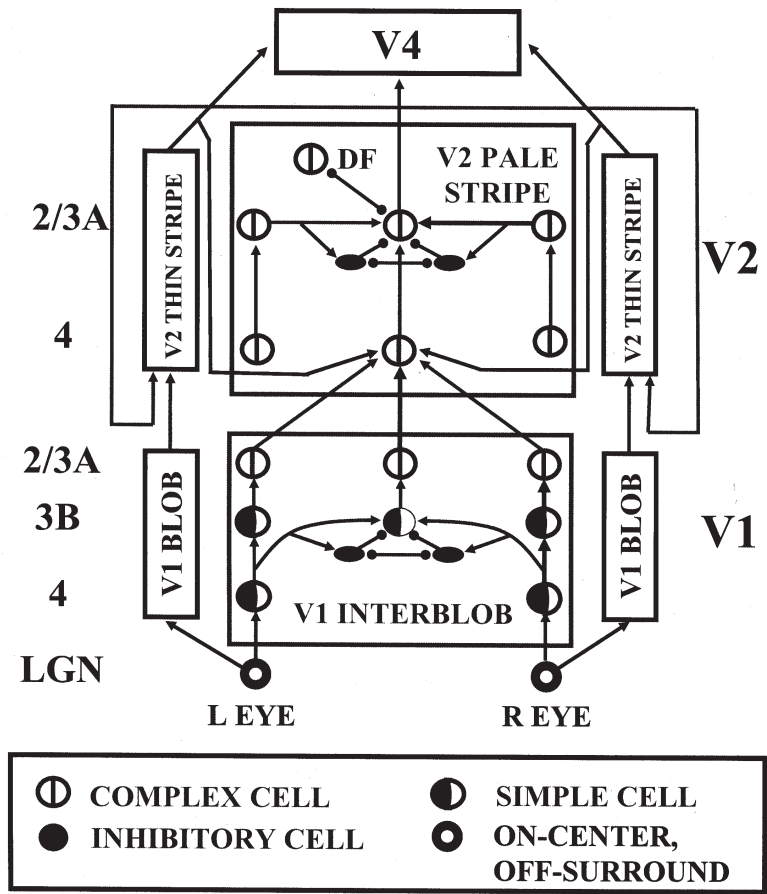 V4
DF
V2 PALE
STRIPE
V2 THIN STRIPE
V2 THIN STRIPE
2/3A
V2
4
2/3A
3B
V1 BLOB
V1 BLOB
V1
4
V1 INTERBLOB
LGN
L EYE
R EYE
COMPLEX CELL
SIMPLE CELL
INHIBITORY CELL
ON-CENTER,
OFF-SURROUND